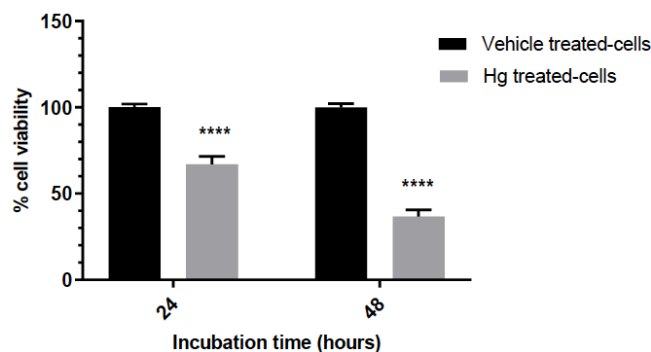 150
100
50
0
% cell viability
Vehicle treated-cells
Hg treated-cells
****
****
24
48
Incubation time (hours)